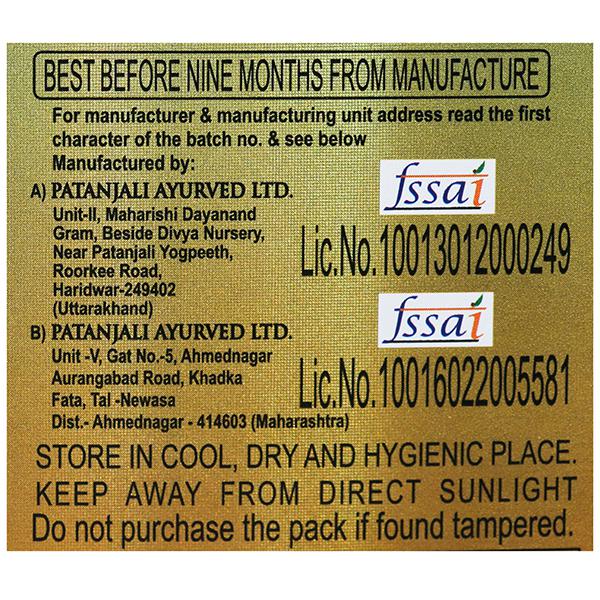 BEST BEFORE NINE MONTHS FROM MANUFACTURE
For manufacturer & manufacturing unit address read the first
character of the batch no. & see below
Manufactured by:
A) PATANJALI AYURVED LTD.
Unit-II, Maharishi Dayanand
Gram, Beside Divya Nursery,
Near Patanjali Yogpeeth,
Roorkee Road,
Haridwar-249402
(Uttarakhand)
fssai
Lic.No.10013012000249
B) PATANJALI AYURVED LTD.
Unit -V, Gat No.-5, Ahmednagar
Aurangabad Road, Khadka
Fata, Tal -Newasa
Dist.- Ahmednagar - 414603 (Maharashtra)
fssai
Lic.No.10016022005581
STORE IN COOL, DRY AND HYGIENIC PLACE.
KEEP AWAY FROM DIRECT SUNLIGHT
Do not purchase the pack if found tampered.